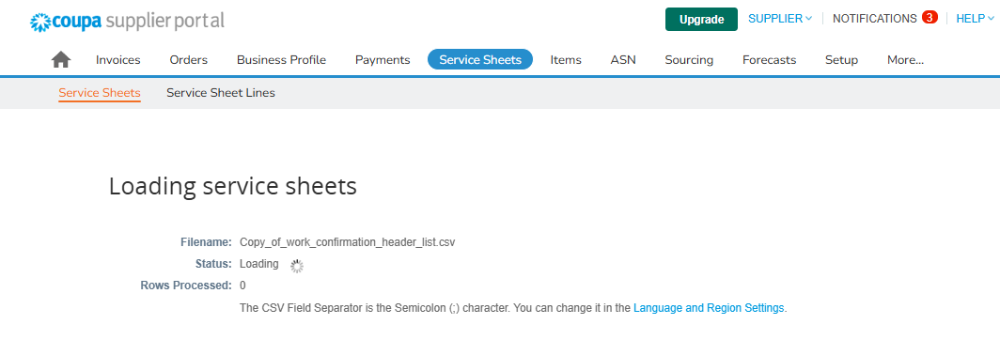 coupa supplier portal Upgrade SUPPLIER NOTIFICATIONS 3 HELP
Invoices Orders Business Profile Payments Service Sheets Items ASN Sourcing Forecasts Setup More...
Service Sheets Service Sheet Lines
Loading service sheets
Filename: Copy_of_work_confirmation_header_list.csv
Status: Loading
Rows Processed: 0
The CSV Field Separator is the Semicolon (;) character. You can change it in the Language and Region Settings.